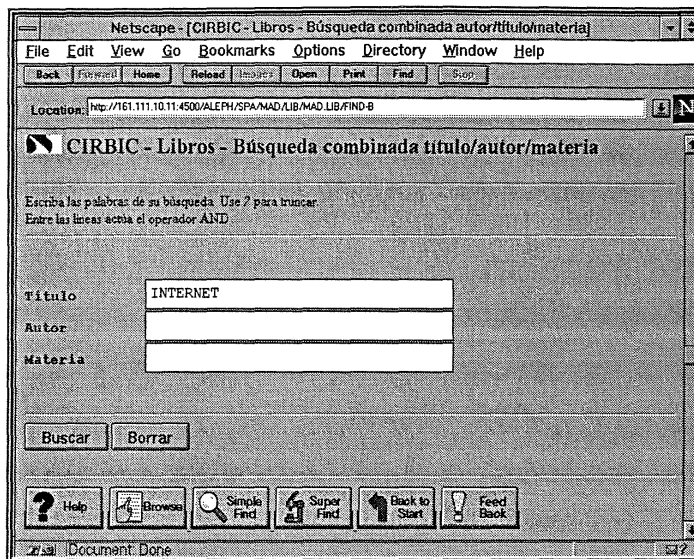 Netscape - [CIRBIC - Libros - Búsqueda combinada autor/título/materia]
File Edit View Go Bookmarks Options Directory Window Help
Back Forward Home Reload Images Open Print Find Stop
Location: http://161.111.10.11:4500/ALEPH/SPA/MAD/LIB/MAD.LIB/FIND-B
N
CIRBIC - Libros - Búsqueda combinada título/autor/materia
Escriba las palabras de su búsqueda. Use ? para truncar.
Entre las lineas actúa el operador AND
Título INTERNET
Autor
Materia
Buscar Borrar
? Help Browse Simple Find Super Find Back to Start Feed Back
Document: Done